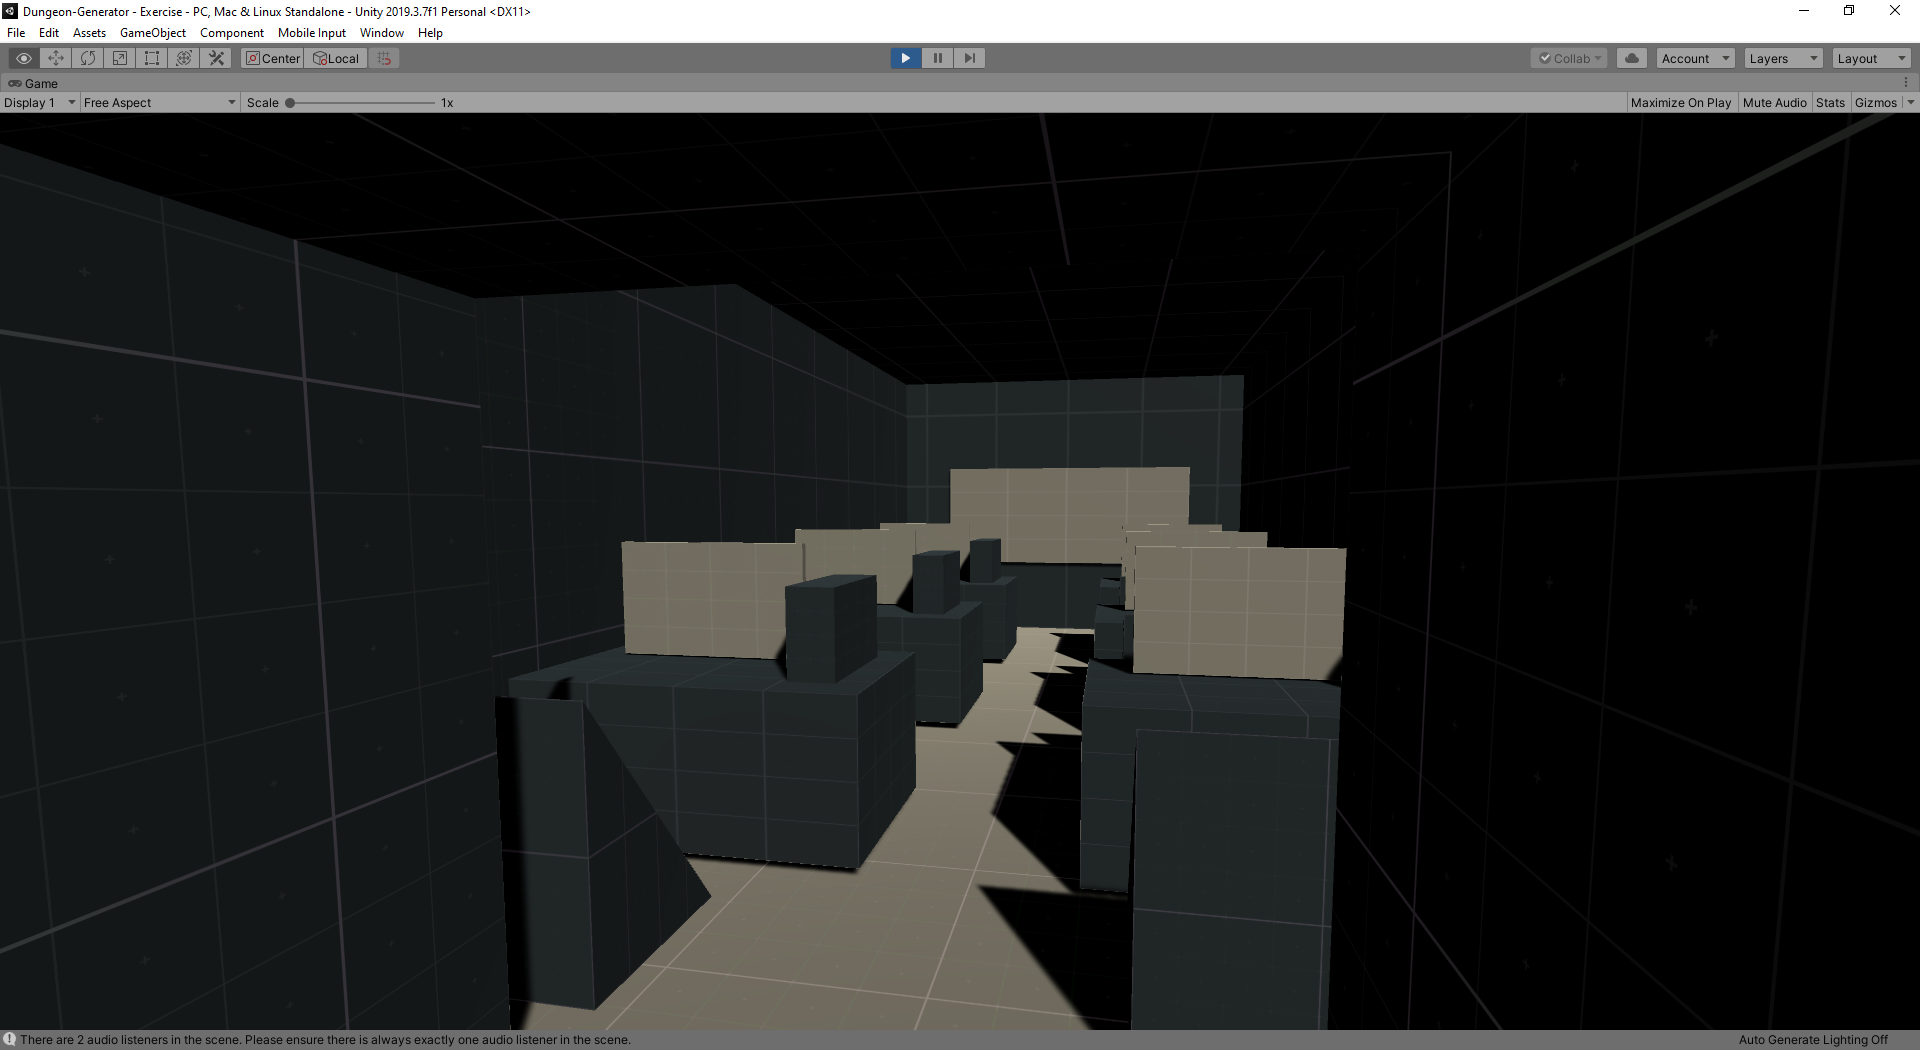 Dungeon-Generator - Exercise - PC, Mac & Linux Standalone - Unity 2019.3.7f1 Personal <DX11>
File Edit Assets GameObject Component Mobile Input Window Help
Center Local Collab Account Layers Layout
Game
Display 1 Free Aspect Scale 1x Maximize On Play Mute Audio Stats Gizmos
There are 2 audio listeners in the scene. Please ensure there is always exactly one audio listener in the scene. Auto Generate Lighting Off